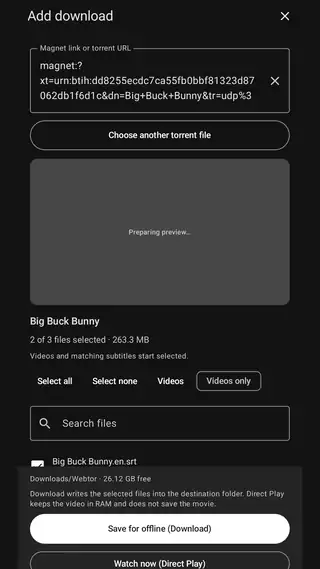 Add download
Magnet link or torrent URL
magnet:?
xt=urn:btih:dd8255ecdc7ca55fb0bbf81323d87
062db1f6d1c&dn=Big+Buck+Bunny&tr=udp%3
Choose another torrent file
Preparing preview…
Big Buck Bunny
2 of 3 files selected · 263.3 MB
Videos and matching subtitles start selected.
Select all Select none Videos Videos only
Search files
Big Buck Bunny.en.srt
Downloads/Webtor · 26.12 GB free
Download writes the selected files into the destination folder. Direct Play
keeps the video in RAM and does not save the movie.
Save for offline (Download)
Watch now (Direct Play)